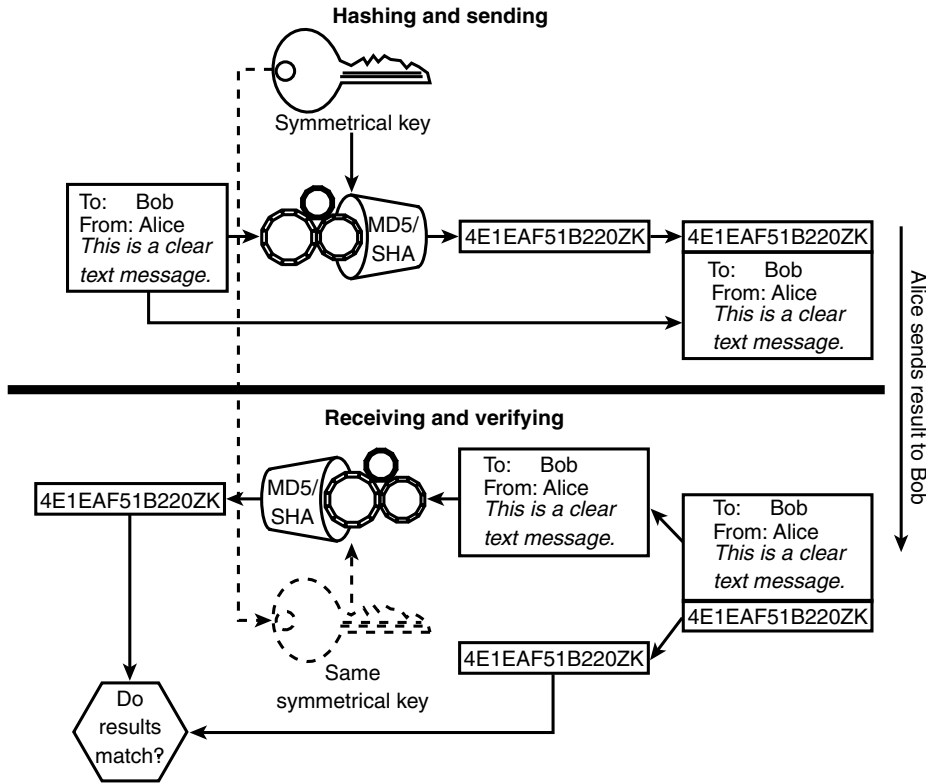 Hashing and sending
Symmetrical key
To: Bob
From: Alice
This is a clear
text message.
MD5/
SHA
4E1EAF51B220ZK
4E1EAF51B220ZK
To: Bob
From: Alice
This is a clear
text message.
Alice sends result to Bob
Receiving and verifying
4E1EAF51B220ZK
MD5/
SHA
To: Bob
From: Alice
This is a clear
text message.
To: Bob
From: Alice
This is a clear
text message.
4E1EAF51B220ZK
4E1EAF51B220ZK
Same
symmetrical key
Do
results
match?